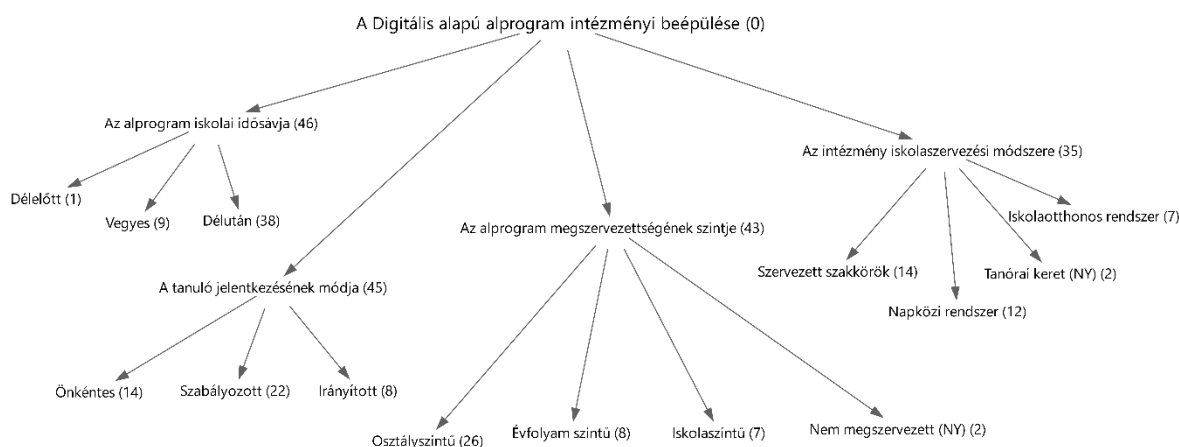 A Digitális alapú alprogram intézményi beépülése (0)
Az alprogram iskolai idősávja (46)
Délelőtt (1)
Vegyes (9)
Délután (38)
A tanuló jelentkezésének módja (45)
Önkéntes (14)
Szabályozott (22)
Irányított (8)
Az alprogram megszervezettségének szintje (43)
Osztályszintű (26)
Évfolyam szintű (8)
Iskolaszintű (7)
Nem megszervezett (NY) (2)
Az intézmény iskolaszervezési módszere (35)
Szervezett szakkörök (14)
Napközi rendszer (12)
Tanórai keret (NY) (2)
Iskolaotthonos rendszer (7)